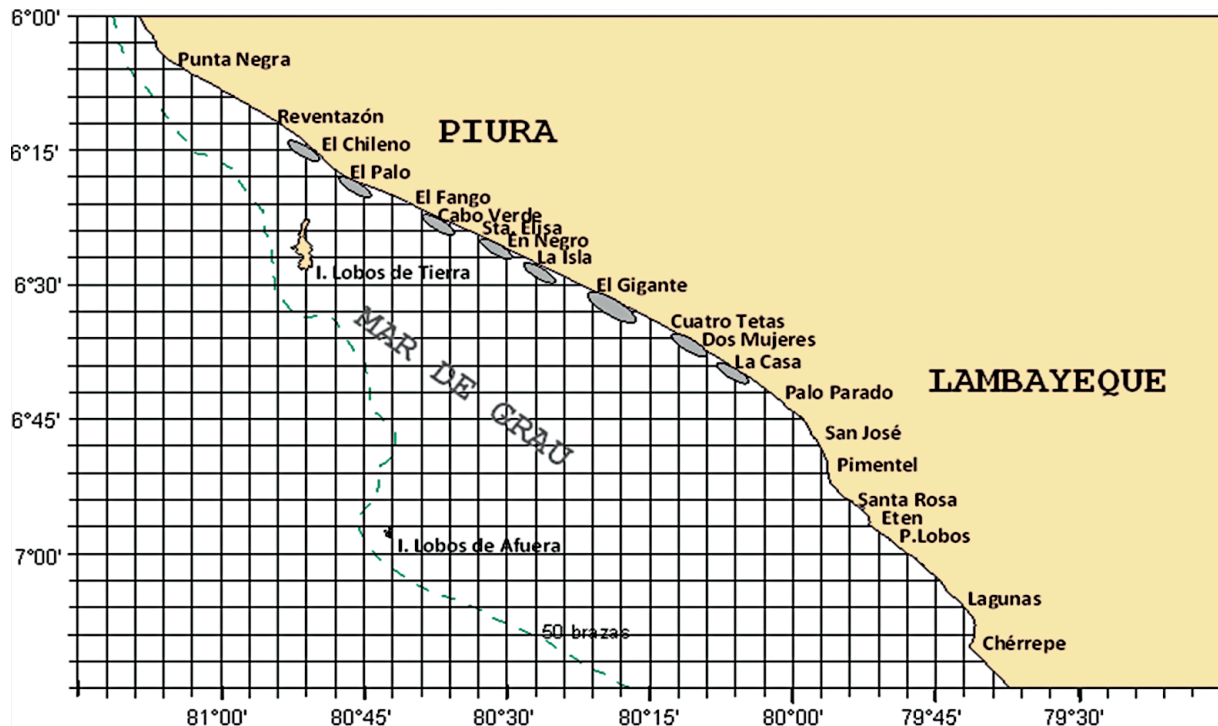 6°00'
Punta Negra
Reventazón
PIURA
El Chileno
6°15'
El Palo
El Fango
Cabo Verde
Sta. Elisa
En Negro
La Isla
I. Lobos de Tierra
6°30'
El Gigante
MAR DE GRAU
Cuatro Tetas
Dos Mujeres
La Casa
LAMBAYEQUE
Palo Parado
6°45'
San José
Pimentel
Santa Rosa
Eten
P.Lobos
I. Lobos de Afuera
7°00'
Lagunas
50 brazas
Chérrepe
81°00' 80°45' 80°30' 80°15' 80°00' 79°45' 79°30'